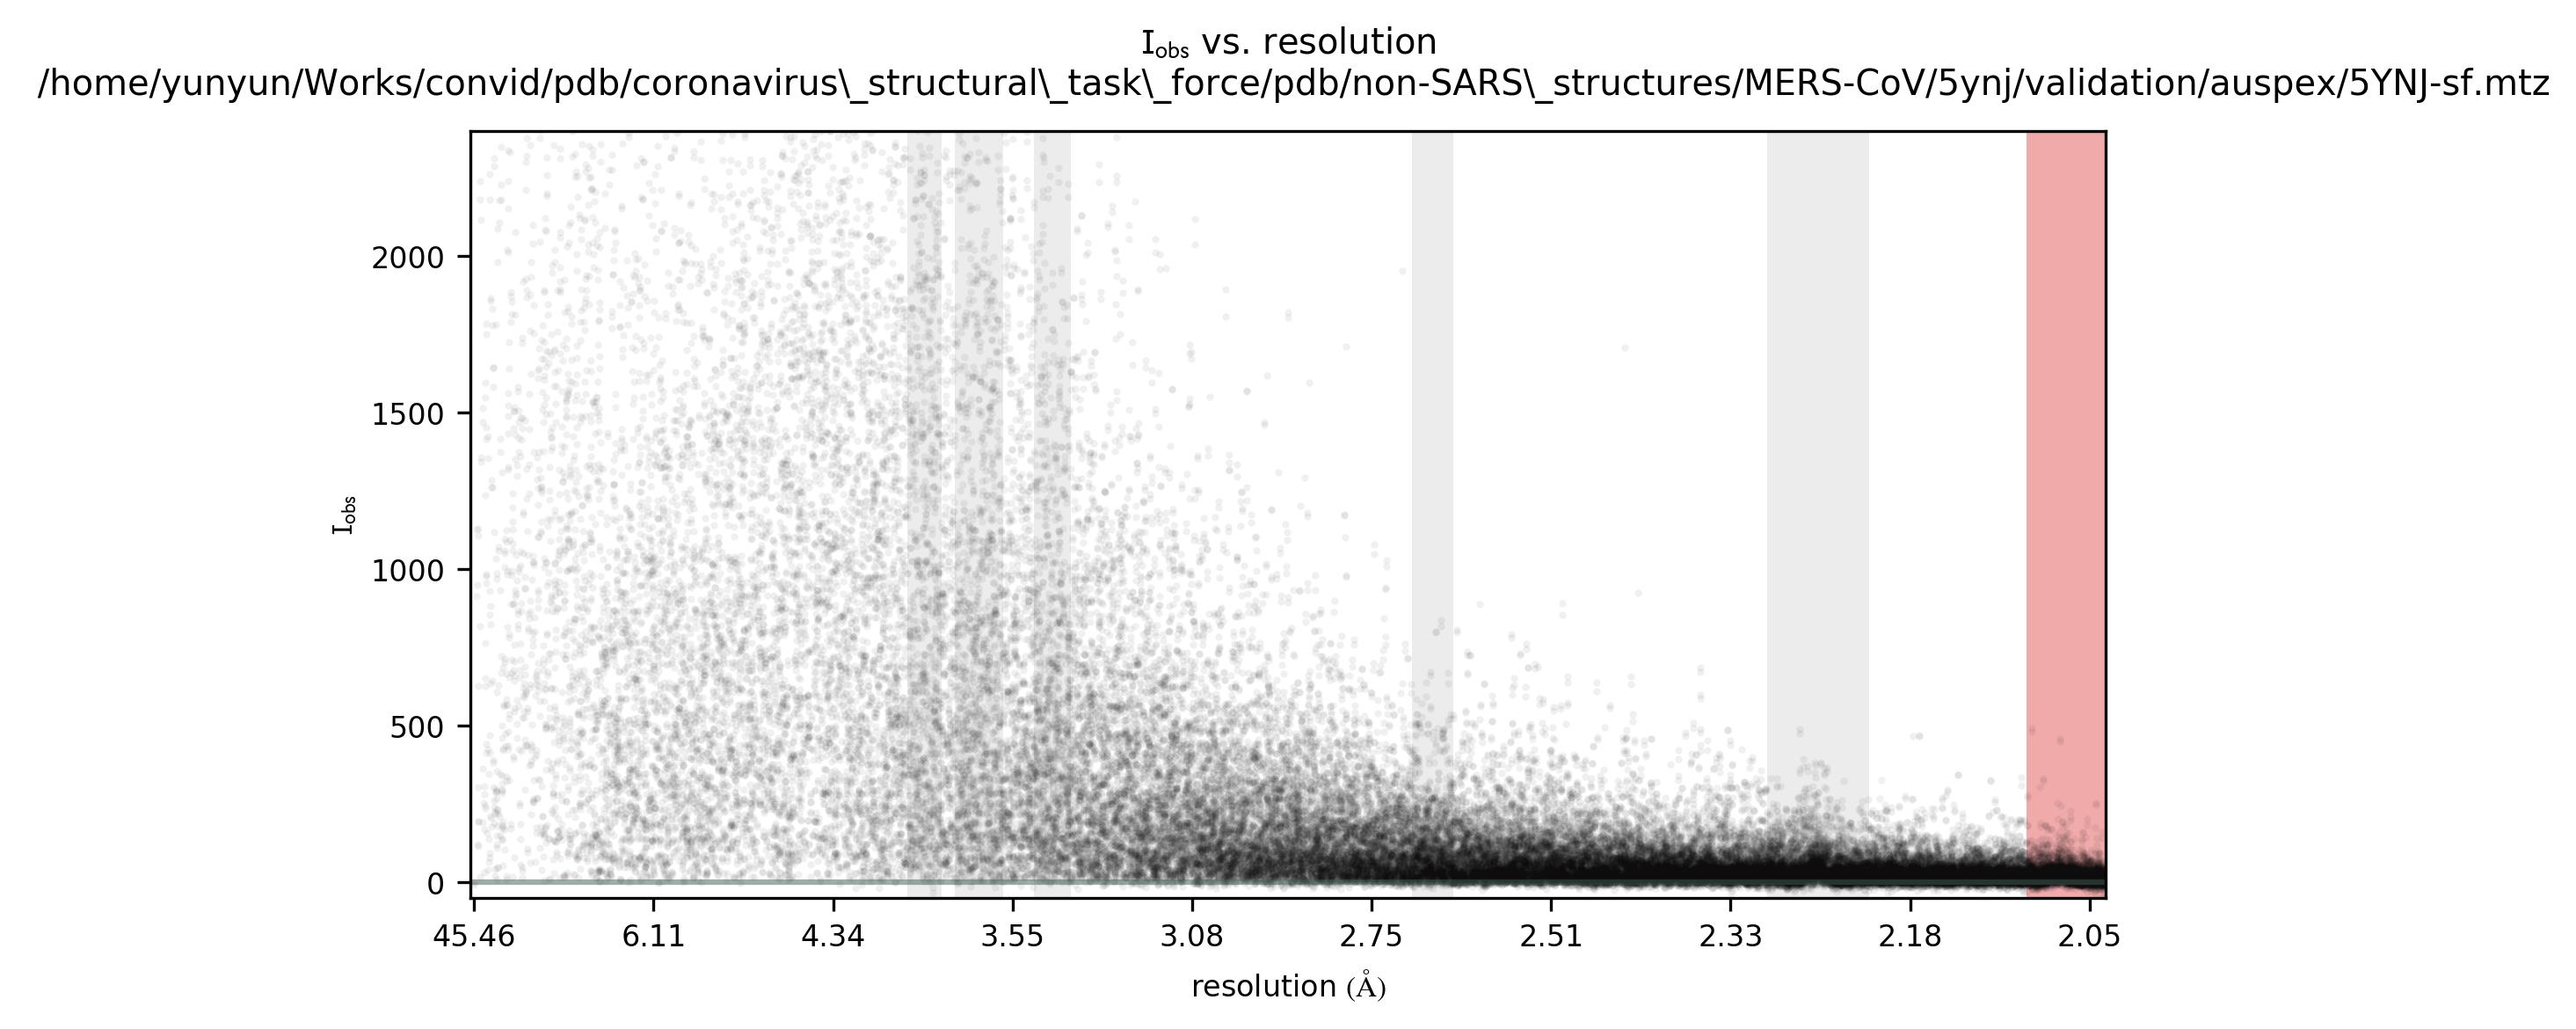 I_obs vs. resolution
/home/yunyun/Works/convid/pdb/coronavirus\_structural\_task\_force/pdb/non-SARS\_structures/MERS-CoV/5ynj/validation/auspex/5YNJ-sf.mtz
2000
1500
1000
500
0
I_obs
45.46 6.11 4.34 3.55 3.08 2.75 2.51 2.33 2.18 2.05
resolution (Å)